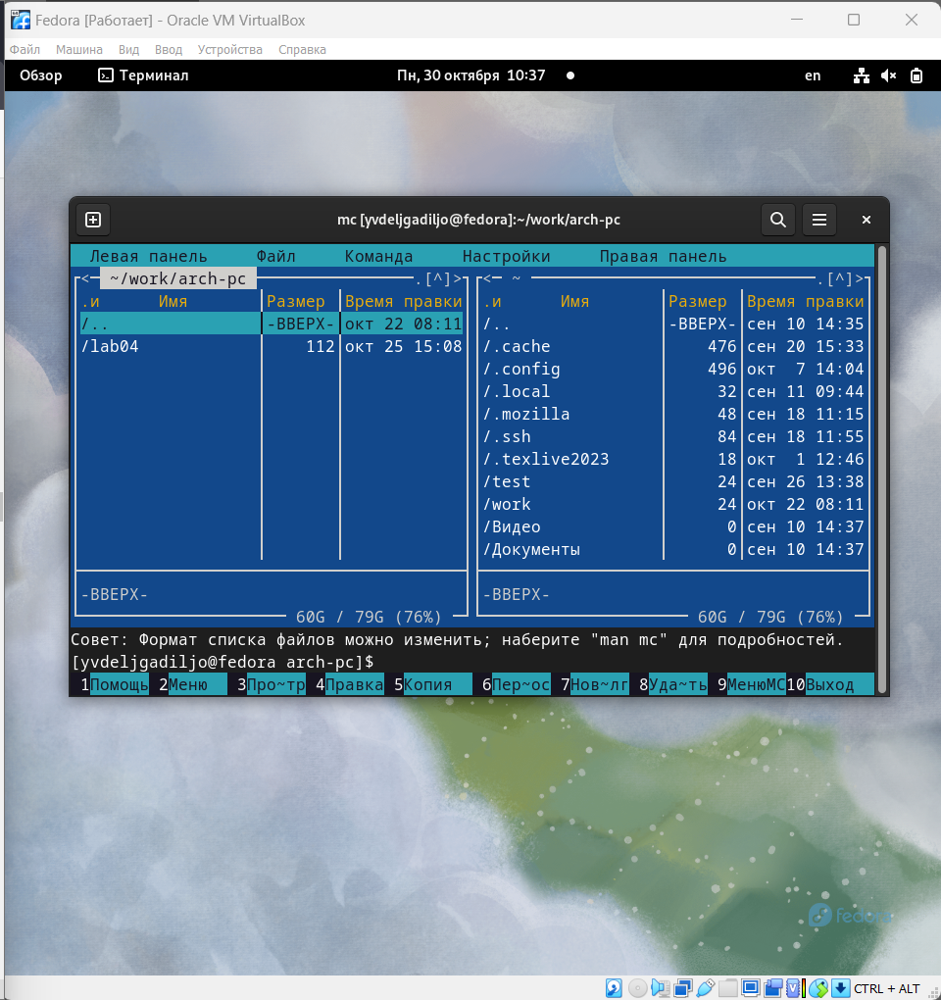 Fedora [Работает] - Oracle VM VirtualBox
Файл Машина Вид Ввод Устройства Справка
Обзор Терминал Пн, 30 октября 10:37 en
mc [yvdeljgadiljo@fedora]:~/work/arch-pc
Левая панель Файл Команда Настройки Правая панель
<─ ~/work/arch-pc ─.[^]> <─ ~ ─.[^]>
.и Имя Размер Время правки .и Имя Размер Время правки
/.. -ВВЕРХ- окт 22 08:11 /.. -ВВЕРХ- сен 10 14:35
/lab04 112 окт 25 15:08 /.cache 476 сен 20 15:33
/.config 496 окт 7 14:04
/.local 32 сен 11 09:44
/.mozilla 48 сен 18 11:15
/.ssh 84 сен 18 11:55
/.texlive2023 18 окт 1 12:46
/test 24 сен 26 13:38
/work 24 окт 22 08:11
/Видео 0 сен 10 14:37
/Документы 0 сен 10 14:37
-ВВЕРХ- -ВВЕРХ-
60G / 79G (76%) 60G / 79G (76%)
Совет: Формат списка файлов можно изменить; наберите "man mc" для подробностей.
[yvdeljgadiljo@fedora arch-pc]$
1Помощь 2Меню 3Про~тр 4Правка 5Копия 6Пер~ос 7Нов~лг 8Уда~ть 9МенюМС 10Выход
fedora
CTRL + ALT